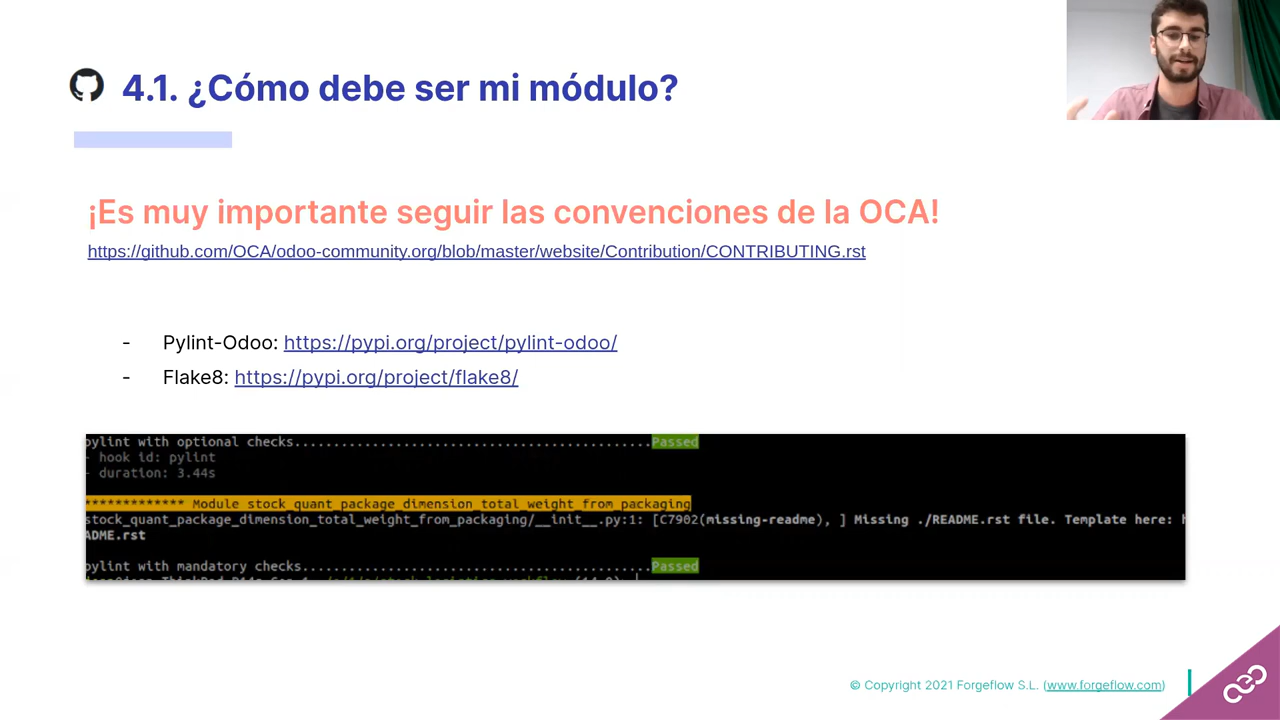 4.1. ¿Cómo debe ser mi módulo?
¡Es muy importante seguir las convenciones de la OCA!
https://github.com/OCA/odoo-community.org/blob/master/website/Contribution/CONTRIBUTING.rst
- Pylint-Odoo: https://pypi.org/project/pylint-odoo/
- Flake8: https://pypi.org/project/flake8/
pylint with optional checks..............................................Passed
- hook id: pylint
- duration: 3.44s
************* Module stock_quant_package_dimension_total_weight_from_packaging
stock_quant_package_dimension_total_weight_from_packaging/__init__.py:1: [C7902(missing-readme), ] Missing ./README.rst file. Template here: h
ADME.rst
pylint with mandatory checks.............................................Passed
© Copyright 2021 Forgeflow S.L. (www.forgeflow.com)